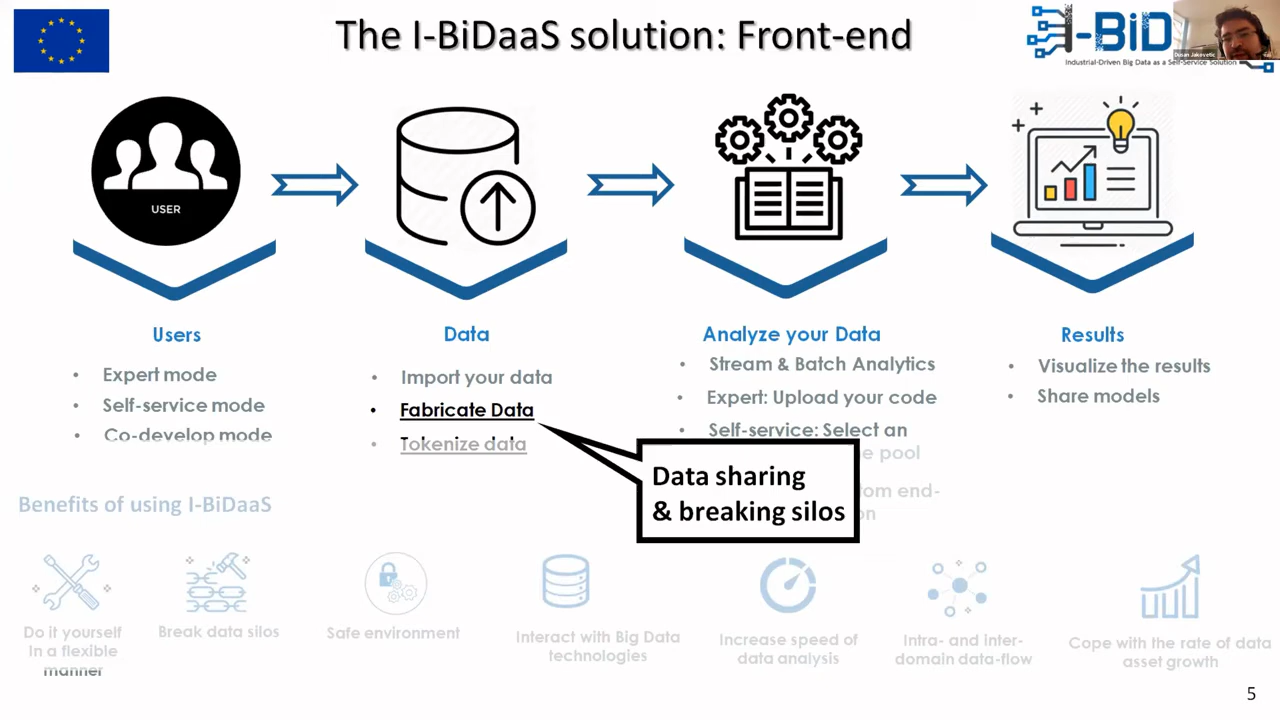 The I-BiDaaS solution: Front-end
I-BiD
Industrial-Driven Big Data as a Self-Service Solution
Dusan Jakovetic
USER
Users
Expert mode
Self-service mode
Co-develop mode
Data
Import your data
Fabricate Data
Tokenize data
Analyze your Data
Stream & Batch Analytics
Expert: Upload your code
Self-service: Select an
e pool
om end-
on
Data sharing
& breaking silos
Results
Visualize the results
Share models
Benefits of using I-BiDaaS
Do it yourself
In a flexible
manner
Break data silos
Safe environment
Interact with Big Data
technologies
Increase speed of
data analysis
Intra- and inter-
domain data-flow
Cope with the rate of data
asset growth
5